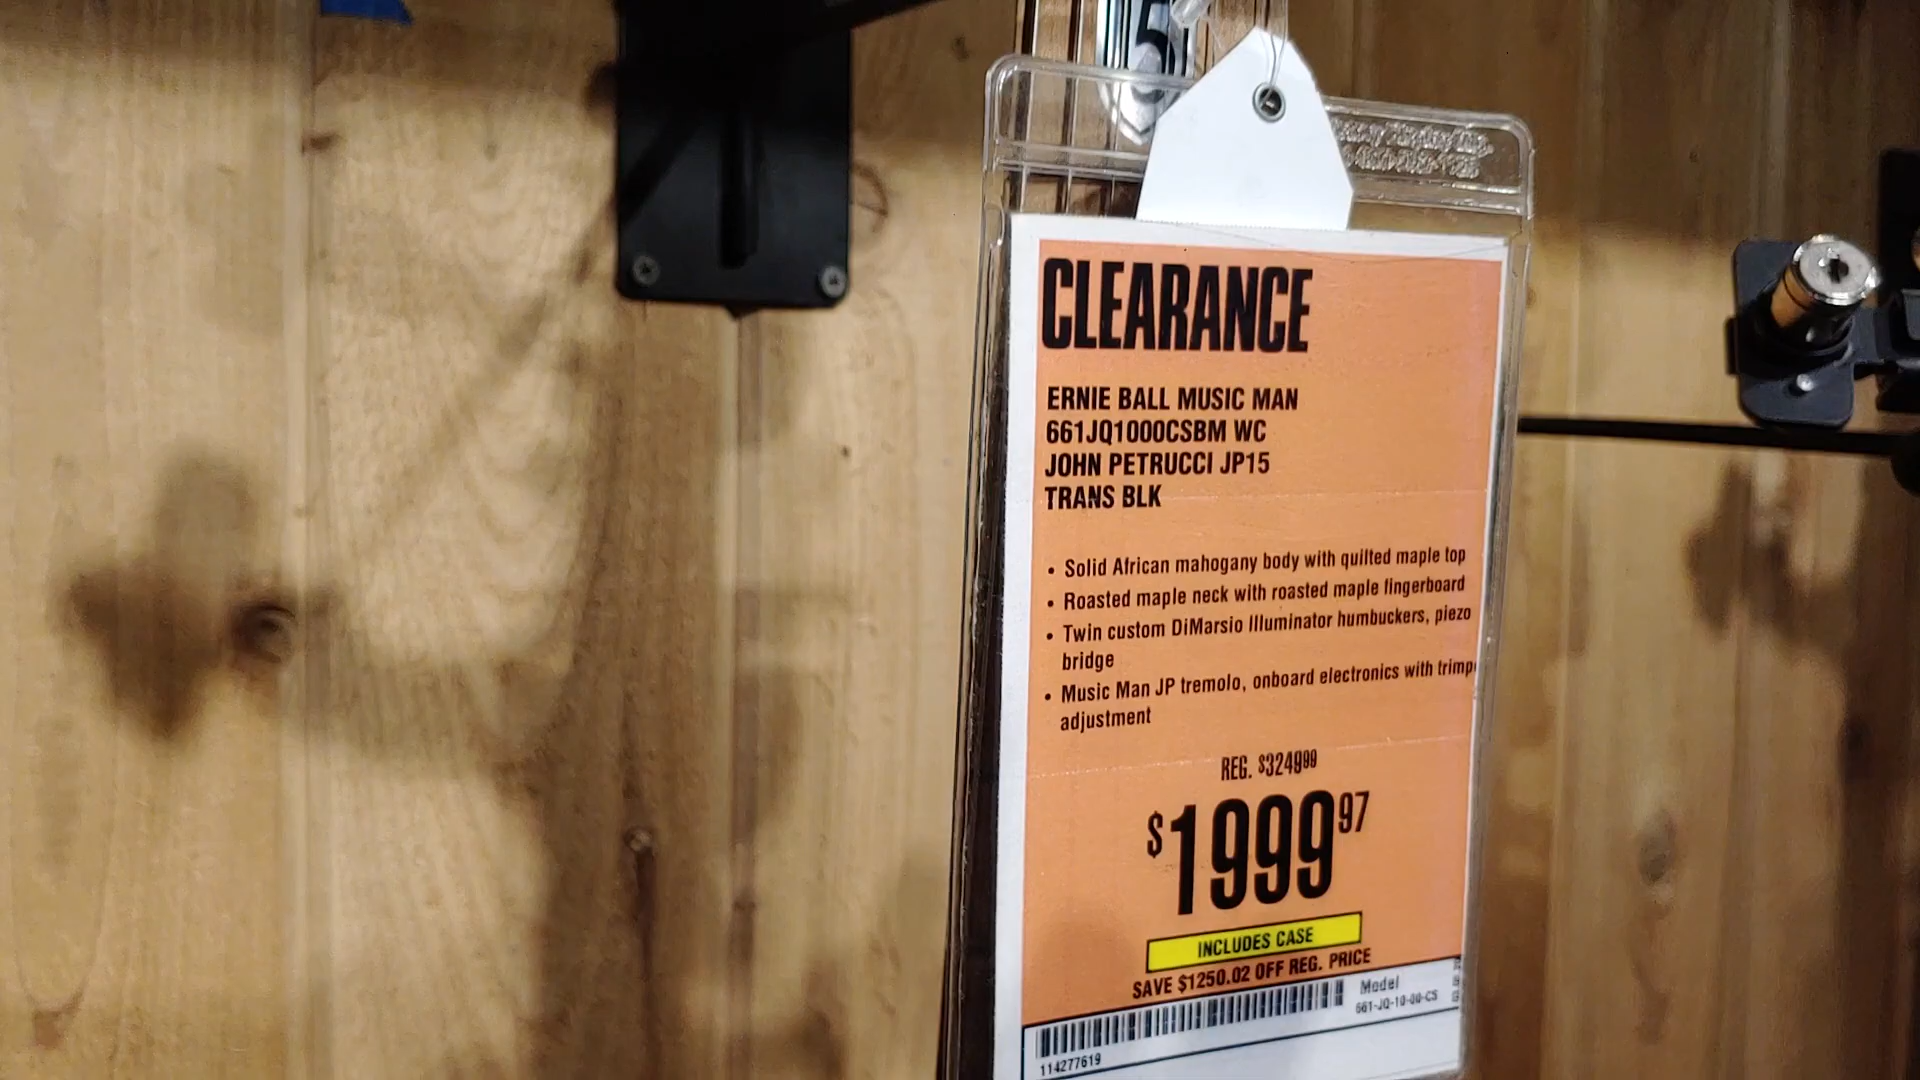 5
CLEARANCE
ERNIE BALL MUSIC MAN
661JQ1000CSBM WC
JOHN PETRUCCI JP15
TRANS BLK
• Solid African mahogany body with quilted maple top
• Roasted maple neck with roasted maple fingerboard
• Twin custom DiMarsio Illuminator humbuckers, piezo
bridge
• Music Man JP tremolo, onboard electronics with trimp
adjustment
REG. $324999
$199997
INCLUDES CASE
SAVE $1250.02 OFF REG. PRICE
Model
661-JQ-10-00-CS
114277619